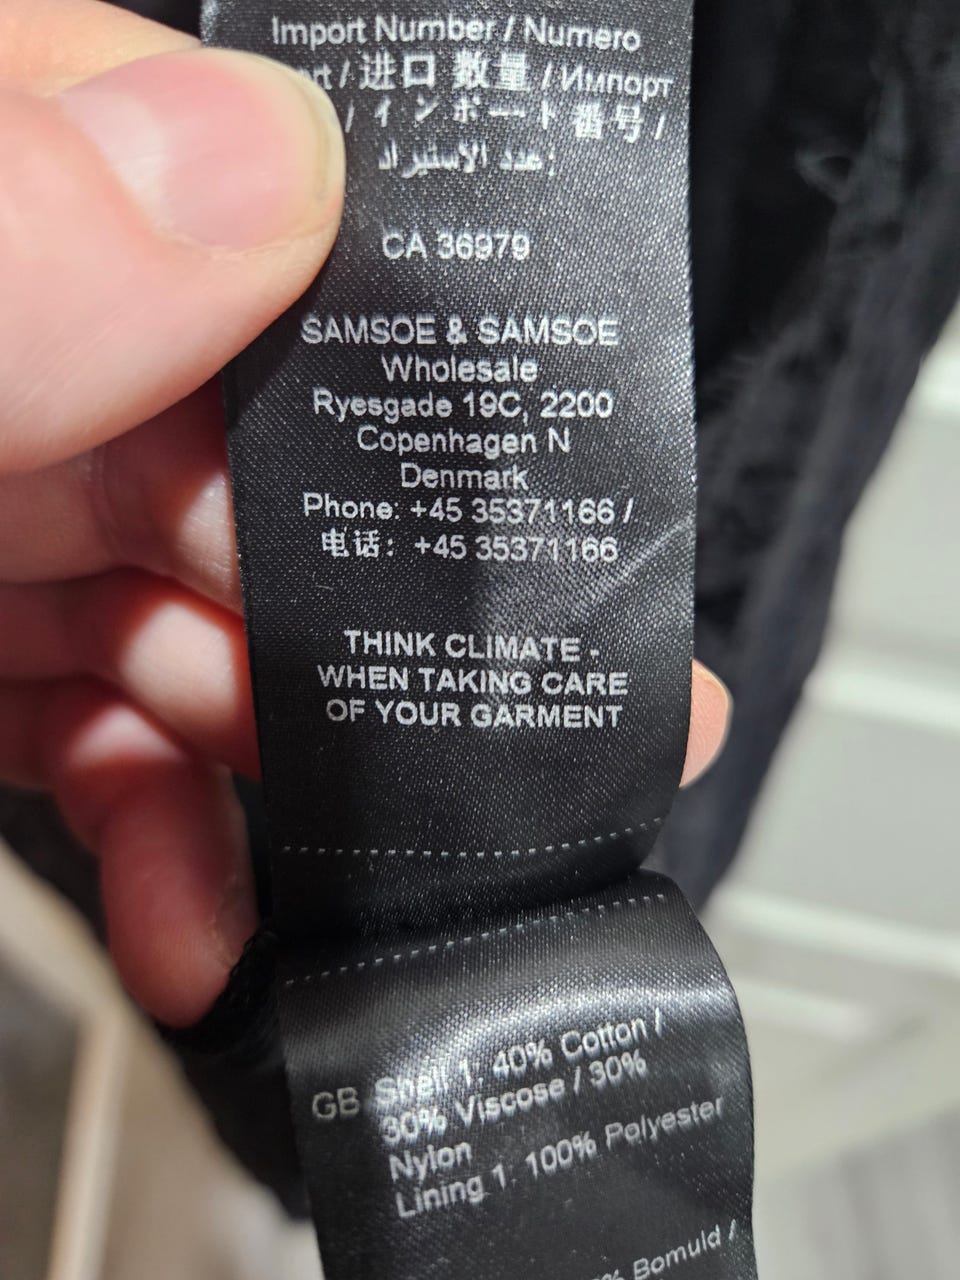 Import Number / Numero
/ 进口 数量 / Импорт
/ インポート 番号 /
عدد الاستيراد:
CA 36979
SAMSOE & SAMSOE
Wholesale
Ryesgade 19C, 2200
Copenhagen N
Denmark
Phone: +45 35371166 /
电话: +45 35371166
THINK CLIMATE -
WHEN TAKING CARE
OF YOUR GARMENT
GB Shell 1: 40% Cotton /
30% Viscose / 30%
Nylon
Lining 1: 100% Polyester
% Bomuld /